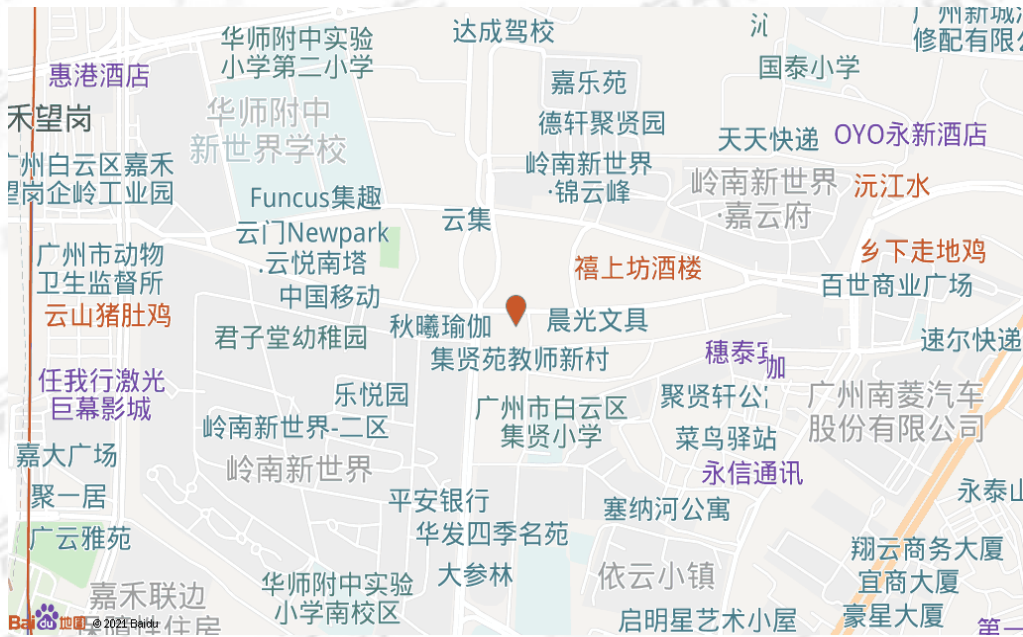 达成驾校
广州新城
修配有限
华师附中实验
小学第二小学
国泰小学
惠港酒店
嘉乐苑
华师附中
新世界学校
禾望岗
德轩聚贤园
天天快递
OYO永新酒店
广州白云区嘉禾
望岗企岭工业园
岭南新世界
·锦云峰
岭南新世界
·嘉云府
沅江水
Funcus集趣
云集
云门Newpark
.云悦南塔
广州市动物
卫生监督所
禧上坊酒楼
乡下走地鸡
百世商业广场
中国移动
云山猪肚鸡
君子堂幼稚园
秋曦瑜伽
晨光文具
速尔快递
集贤苑教师新村
穗泰
任我行激光
巨幕影城
乐悦园
聚贤轩公
广州南菱汽车
股份有限公司
广州市白云区
集贤小学
岭南新世界-二区
菜鸟驿站
嘉大广场
岭南新世界
永信通讯
聚一居
平安银行
塞纳河公寓
永泰
广云雅苑
华发四季名苑
翔云商务大厦
大参林
依云小镇
宜商大厦
华师附中实验
小学南校区
嘉禾联边
启明星艺术小屋
豪星大厦
第一
Baidu地图 © 2021 Baidu